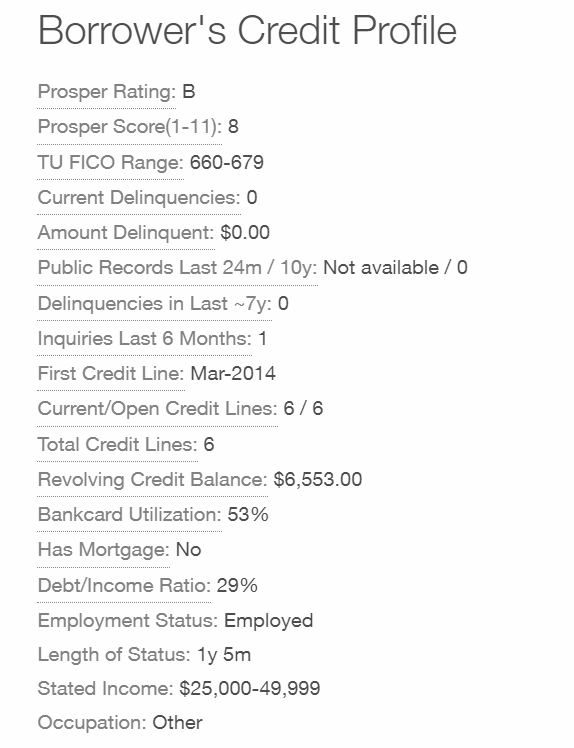 Borrower's Credit Profile
Prosper Rating: B
Prosper Score(1-11): 8
TU FICO Range: 660-679
Current Delinquencies: 0
Amount Delinquent: $0.00
Public Records Last 24m / 10y: Not available / 0
Delinquencies in Last ~7y: 0
Inquiries Last 6 Months: 1
First Credit Line: Mar-2014
Current/Open Credit Lines: 6 / 6
Total Credit Lines: 6
Revolving Credit Balance: $6,553.00
Bankcard Utilization: 53%
Has Mortgage: No
Debt/Income Ratio: 29%
Employment Status: Employed
Length of Status: 1y 5m
Stated Income: $25,000-49,999
Occupation: Other